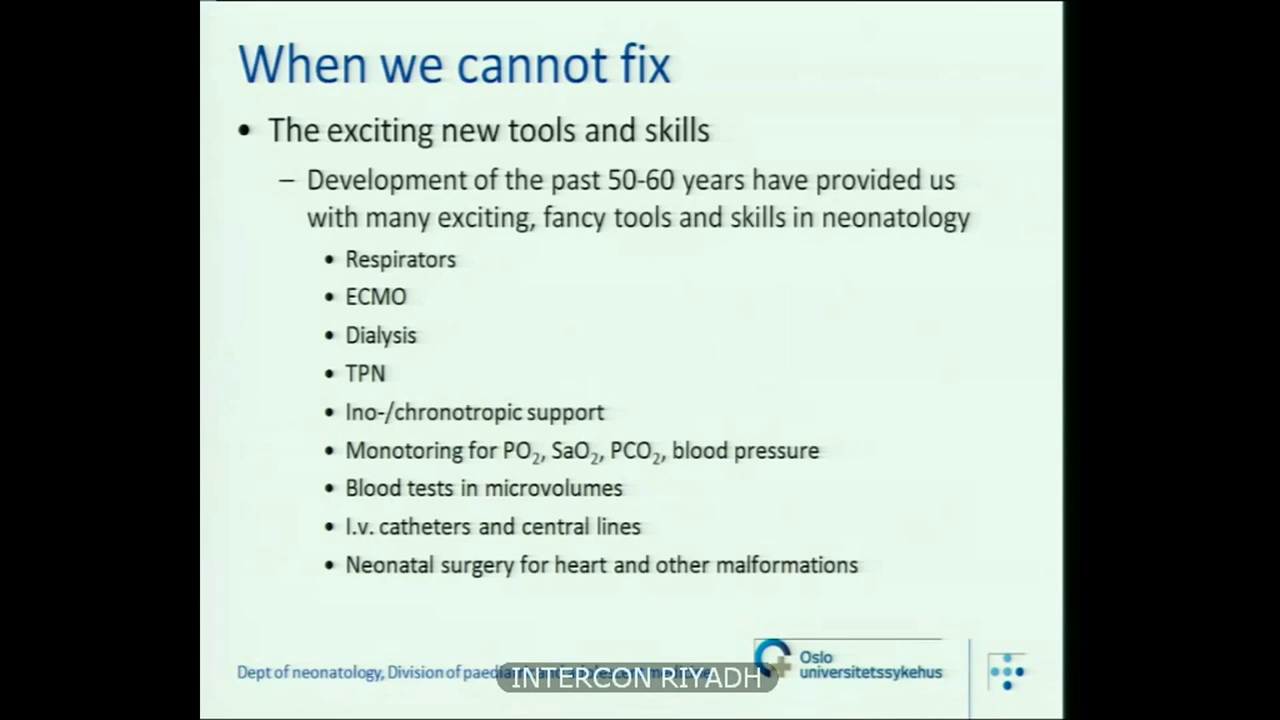 When we cannot fix
• The exciting new tools and skills
– Development of the past 50-60 years have provided us
with many exciting, fancy tools and skills in neonatology
• Respirators
• ECMO
• Dialysis
• TPN
• Ino-/chronotropic support
• Monotoring for PO₂, SaO₂, PCO₂, blood pressure
• Blood tests in microvolumes
• I.v. catheters and central lines
• Neonatal surgery for heart and other malformations
Oslo
universitetssykehus
Dept of neonatology, Division of
INTERCON RIYADH